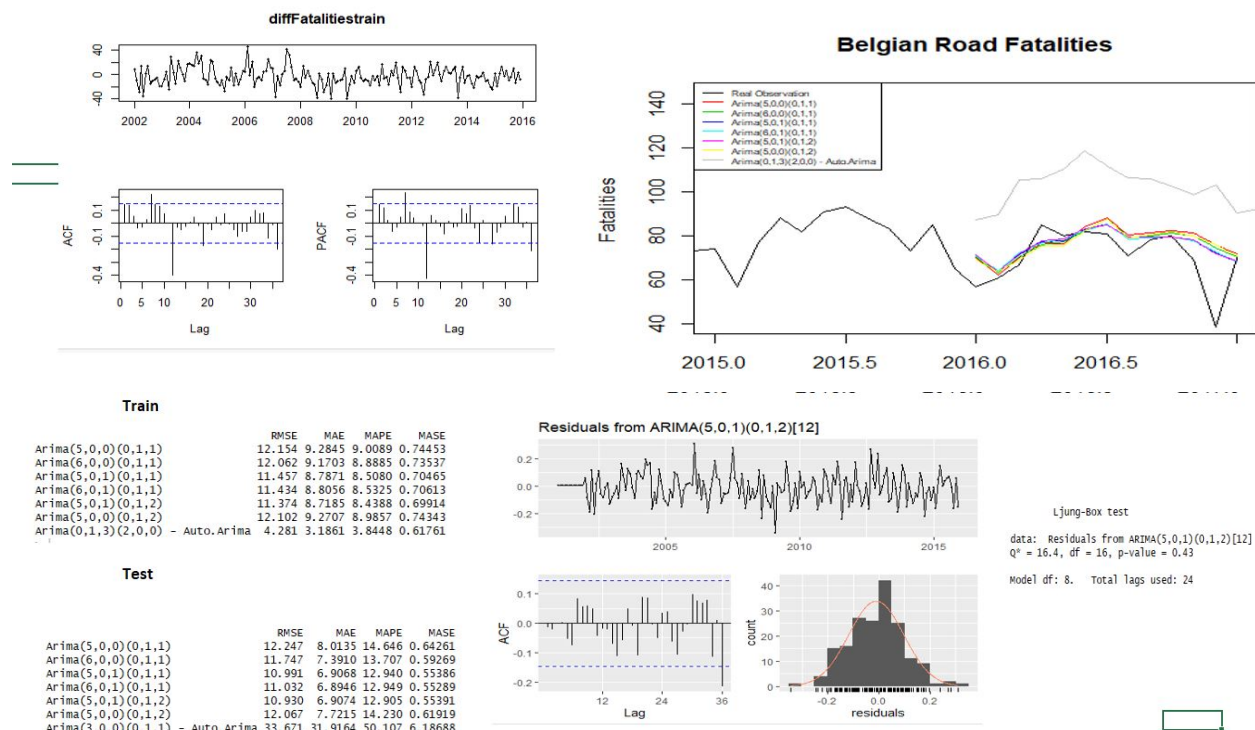 diffFatalitiestrain
40
0
40
2002 2004 2006 2008 2010 2012 2014 2016
ACF
0.1
-0.1
-0.4
0 5 10 20 30
Lag
PACF
0.1
-0.1
-0.4
0 5 10 20 30
Lag
Belgian Road Fatalities
Real Observation
Arima(5,0,0)(0,1,1)
Arima(6,0,0)(0,1,1)
Arima(5,0,1)(0,1,1)
Arima(6,0,1)(0,1,1)
Arima(5,0,1)(0,1,2)
Arima(5,0,0)(0,1,2)
Arima(0,1,3)(2,0,0) - Auto.Arima
Fatalities
140
120
100
80
60
40
2015.0 2015.5 2016.0 2016.5
Train
RMSE MAE MAPE MASE
Arima(5,0,0)(0,1,1) 12.154 9.2845 9.0089 0.74453
Arima(6,0,0)(0,1,1) 12.062 9.1703 8.8885 0.73537
Arima(5,0,1)(0,1,1) 11.457 8.7871 8.5080 0.70465
Arima(6,0,1)(0,1,1) 11.434 8.8056 8.5325 0.70613
Arima(5,0,1)(0,1,2) 11.374 8.7185 8.4388 0.69914
Arima(5,0,0)(0,1,2) 12.102 9.2707 8.9857 0.74343
Arima(0,1,3)(2,0,0) - Auto.Arima 4.281 3.1861 3.8448 0.61761
Test
RMSE MAE MAPE MASE
Arima(5,0,0)(0,1,1) 12.247 8.0135 14.646 0.64261
Arima(6,0,0)(0,1,1) 11.747 7.3910 13.707 0.59269
Arima(5,0,1)(0,1,1) 10.991 6.9068 12.940 0.55386
Arima(6,0,1)(0,1,1) 11.032 6.8946 12.949 0.55289
Arima(5,0,1)(0,1,2) 10.930 6.9074 12.905 0.55391
Arima(5,0,0)(0,1,2) 12.067 7.7215 14.230 0.61919
Arima(3,0,0)(0,1,1) - Auto.Arima 33.671 31.9164 50.107 6.18688
Residuals from ARIMA(5,0,1)(0,1,2)[12]
0.2
0.0
-0.2
2005 2010 2015
ACF
0.1
0.0
-0.1
-0.2
12 24 36
Lag
count
40
30
20
10
0
-0.2 0.0 0.2
residuals
Ljung-Box test
data: Residuals from ARIMA(5,0,1)(0,1,2)[12]
Q* = 16.4, df = 16, p-value = 0.43
Model df: 8. Total lags used: 24